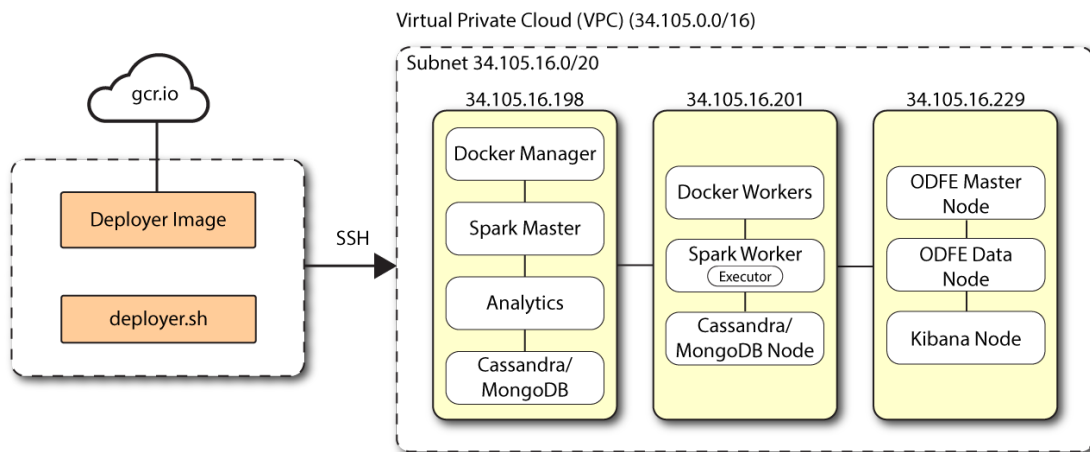 Virtual Private Cloud (VPC) (34.105.0.0/16)
Subnet 34.105.16.0/20
gcr.io
Deployer Image
deployer.sh
SSH
34.105.16.198
Docker Manager
Spark Master
Analytics
Cassandra/
MongoDB
34.105.16.201
Docker Workers
Spark Worker
Executor
Cassandra/
MongoDB Node
34.105.16.229
ODFE Master
Node
ODFE Data
Node
Kibana Node